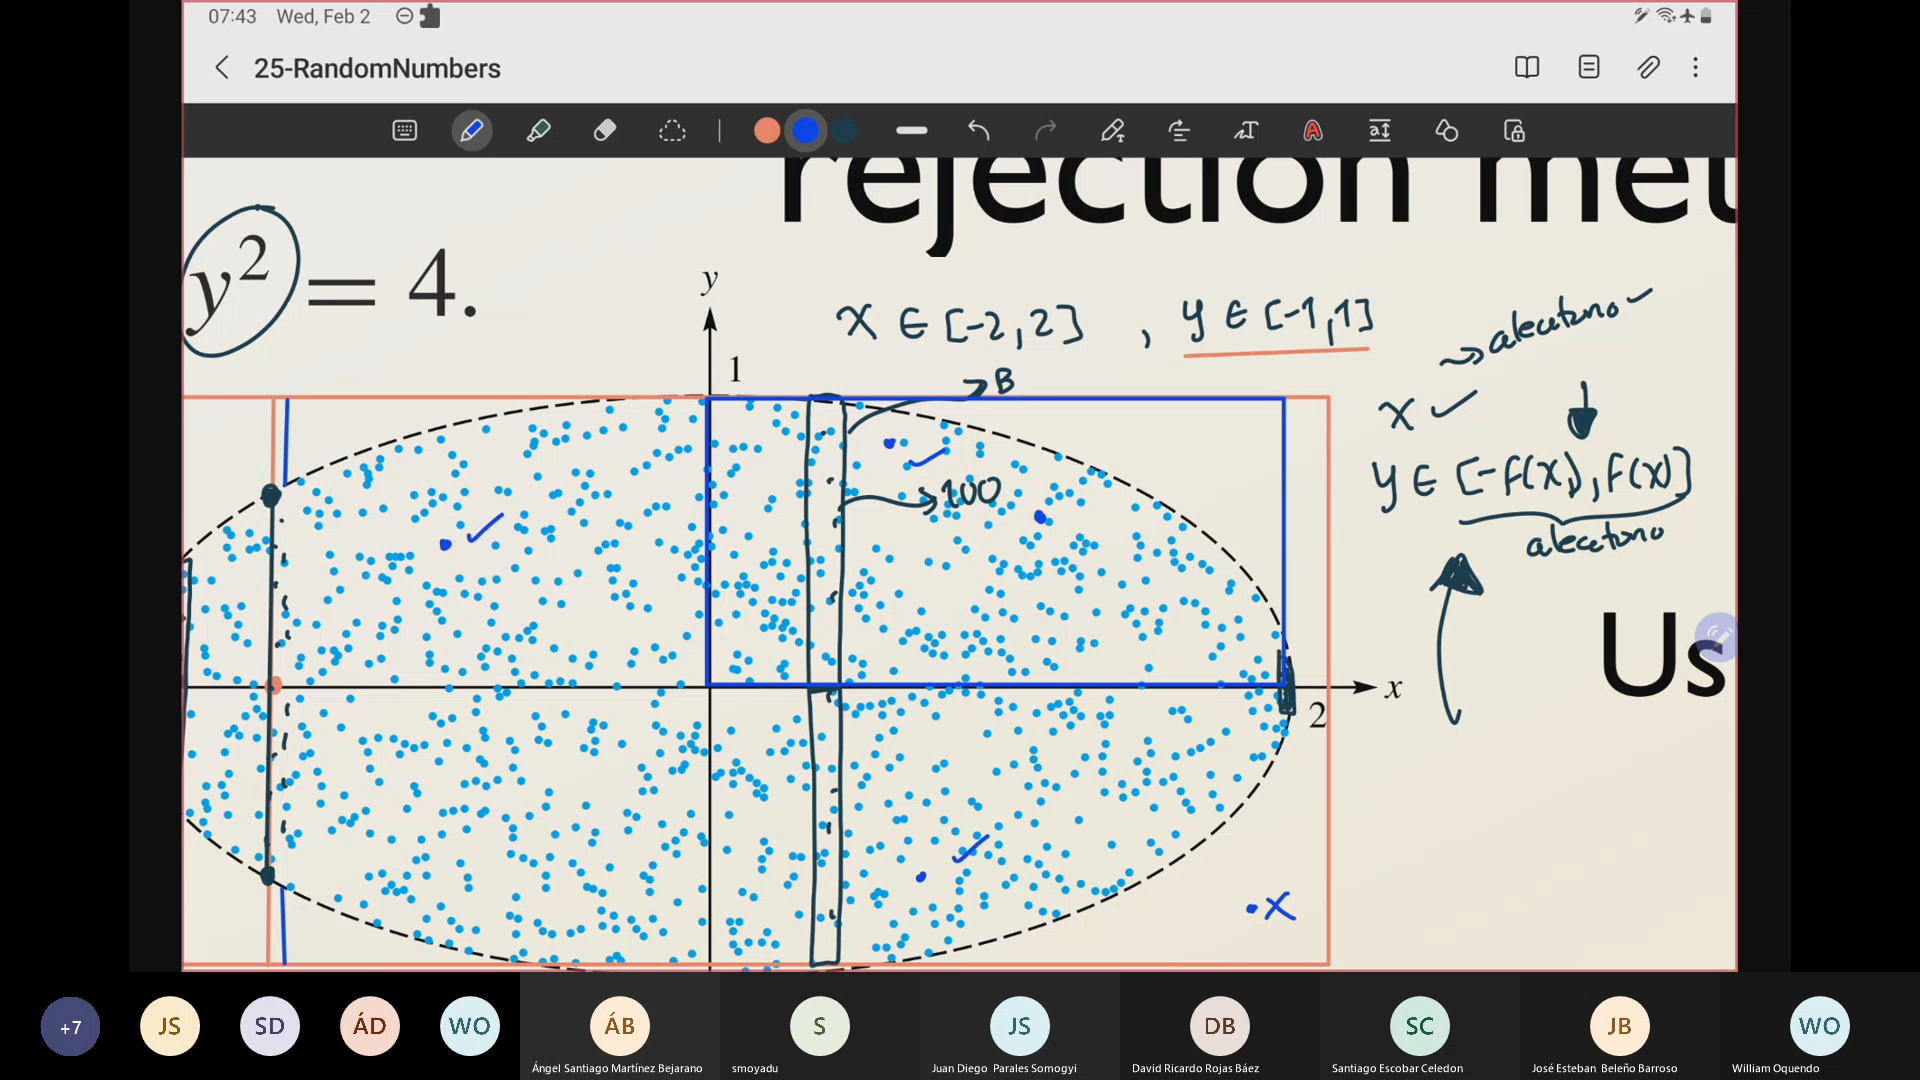 07:43 Wed, Feb 2
25-RandomNumbers
rejection met
y² = 4.
y
x ∈ [-2,2] , y ∈ [-1,1]
aleatorio
1
B
x
y ∈ [-f(x), f(x)]
aleatorio
100
Us
x
2
x
+7
JS
SD
ÁD
WO
ÁB
S
JS
DB
SC
JB
WO
Ángel Santiago Martínez Bejarano
smoyadu
Juan Diego Parales Somogyi
David Ricardo Rojas Báez
Santiago Escobar Celedon
José Esteban Beleño Barroso
William Oquendo